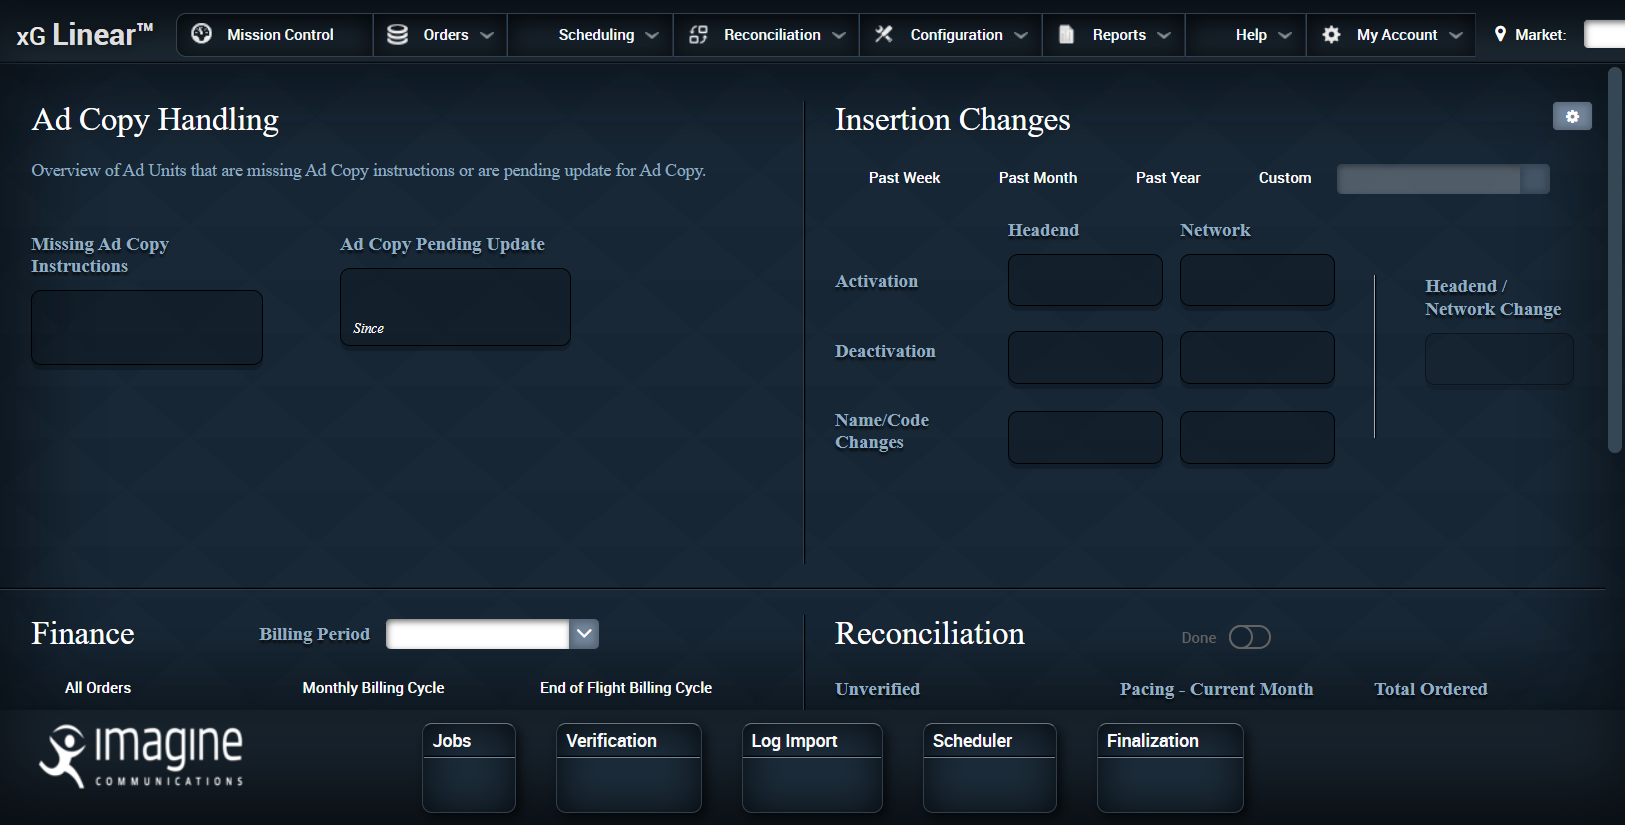 xG Linear™
Mission Control
Orders
Scheduling
Reconciliation
Configuration
Reports
Help
My Account
Market:
Ad Copy Handling
Overview of Ad Units that are missing Ad Copy instructions or are pending update for Ad Copy.
Missing Ad Copy
Instructions
Ad Copy Pending Update
Since
Insertion Changes
Past Week
Past Month
Past Year
Custom
Headend
Network
Activation
Deactivation
Name/Code
Changes
Headend /
Network Change
Finance
Billing Period
All Orders
Monthly Billing Cycle
End of Flight Billing Cycle
Reconciliation
Done
Unverified
Pacing - Current Month
Total Ordered
imagine
COMMUNICATIONS
Jobs
Verification
Log Import
Scheduler
Finalization